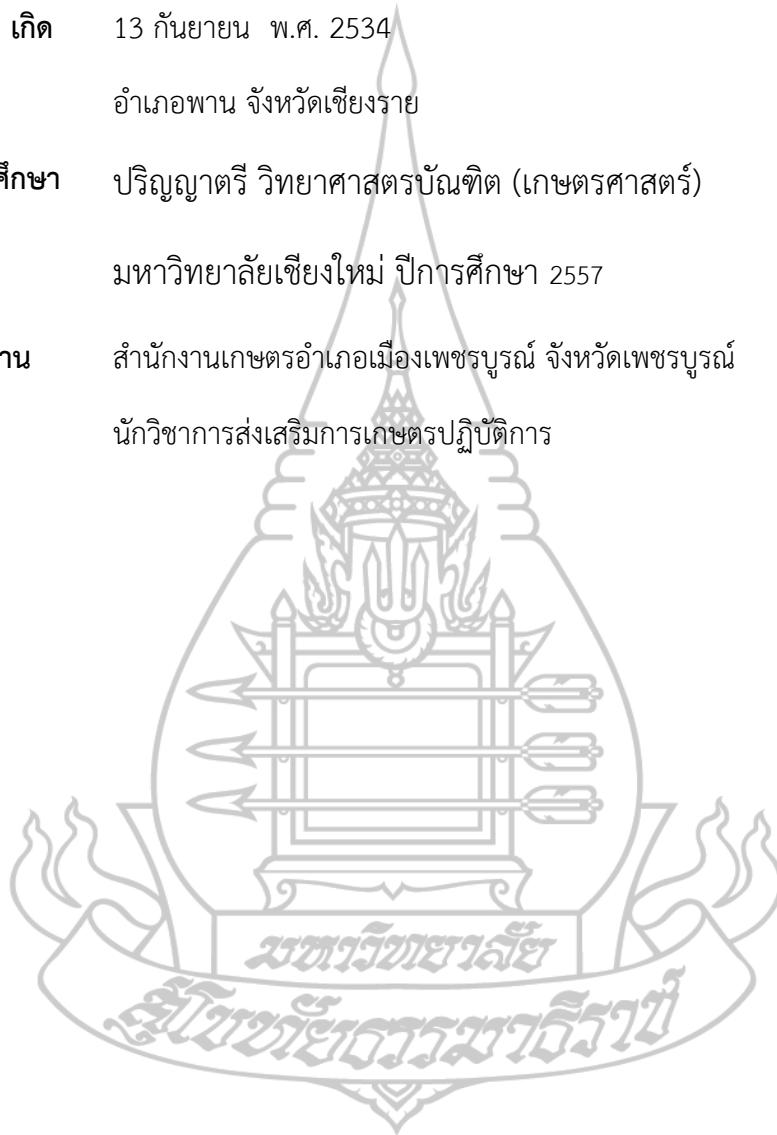 เกิด 13 กันยายน พ.ศ. 2534
อำเภอพาน จังหวัดเชียงราย
ศึกษา ปริญญาตรี วิทยาศาสตรบัณฑิต (เกษตรศาสตร์)
มหาวิทยาลัยเชียงใหม่ ปีการศึกษา 2557
าน สำนักงานเกษตรอำเภอเมืองเพชรบูรณ์ จังหวัดเพชรบูรณ์
นักวิชาการส่งเสริมการเกษตรปฏิบัติการ
มหาวิทยาลัย
สุโขทัยธรรมาธิราช